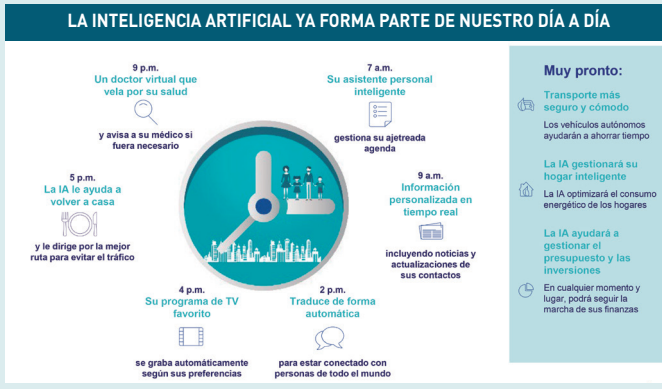 LA INTELIGENCIA ARTIFICIAL YA FORMA PARTE DE NUESTRO DÍA A DÍA
7 a.m.
Su asistente personal
inteligente
gestiona su ajetreada
agenda
9 a.m.
Información
personalizada en
tiempo real
incluyendo noticias y
actualizaciones de
sus contactos
2 p.m.
Traduce de forma
automática
para estar conectado con
personas de todo el mundo
4 p.m.
Su programa de TV
favorito
se graba automáticamente
según sus preferencias
5 p.m.
La IA le ayuda a
volver a casa
y le dirige por la mejor
ruta para evitar el tráfico
9 p.m.
Un doctor virtual que
vela por su salud
y avisa a su médico si
fuera necesario
Muy pronto:
Transporte más
seguro y cómodo
Los vehículos autónomos
ayudarán a ahorrar tiempo
La IA gestionará su
hogar inteligente
La IA optimizará el consumo
energético de los hogares
La IA ayudará a
gestionar el
presupuesto y las
inversiones
En cualquier momento y
lugar, podrá seguir la
marcha de sus finanzas